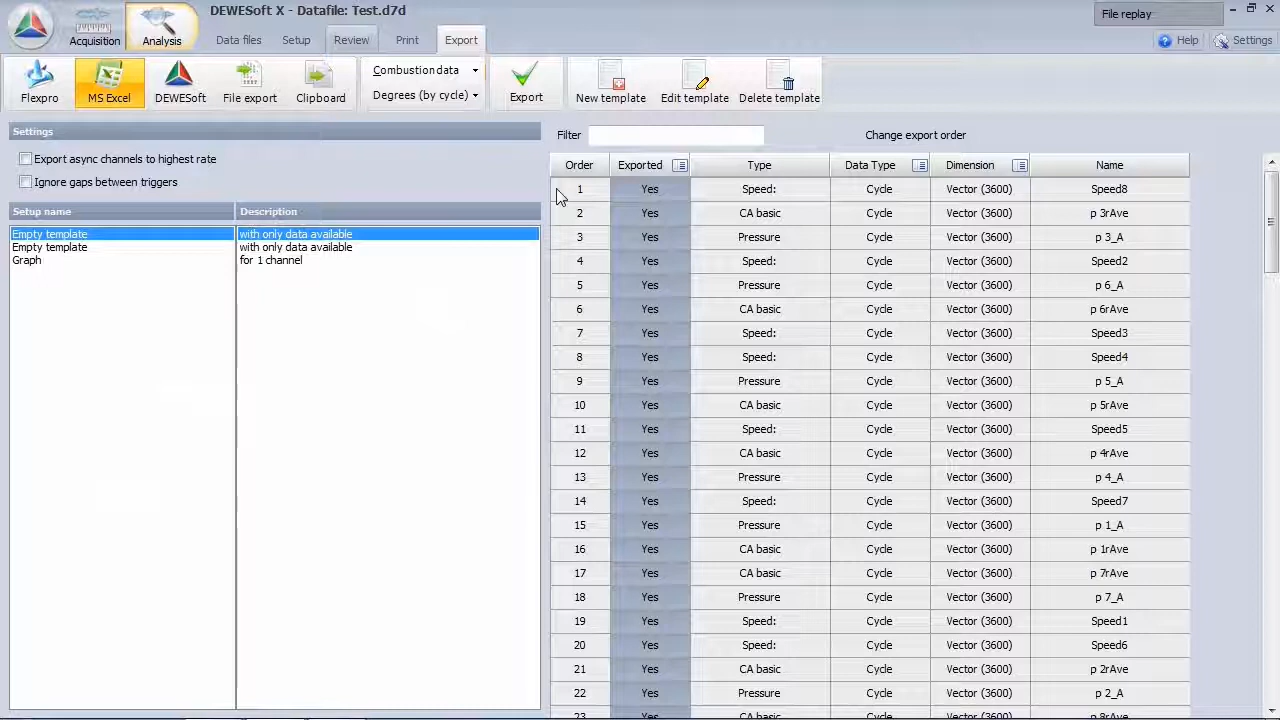 DEWESoft X - Datafile: Test.d7d
File replay
Acquisition Analysis Data files Setup Review Print Export Help Settings
Flexpro MS Excel DEWESoft File export Clipboard
Combustion data
Degrees (by cycle)
Export
New template Edit template Delete template
Settings
Export async channels to highest rate
Ignore gaps between triggers
Setup name Description
Empty template with only data available
Empty template with only data available
Graph for 1 channel
Filter Change export order
Order Exported Type Data Type Dimension Name
1 Yes Speed: Cycle Vector (3600) Speed8
2 Yes CA basic Cycle Vector (3600) p 3rAve
3 Yes Pressure Cycle Vector (3600) p 3_A
4 Yes Speed: Cycle Vector (3600) Speed2
5 Yes Pressure Cycle Vector (3600) p 6_A
6 Yes CA basic Cycle Vector (3600) p 6rAve
7 Yes Speed: Cycle Vector (3600) Speed3
8 Yes Speed: Cycle Vector (3600) Speed4
9 Yes Pressure Cycle Vector (3600) p 5_A
10 Yes CA basic Cycle Vector (3600) p 5rAve
11 Yes Speed: Cycle Vector (3600) Speed5
12 Yes CA basic Cycle Vector (3600) p 4rAve
13 Yes Pressure Cycle Vector (3600) p 4_A
14 Yes Speed: Cycle Vector (3600) Speed7
15 Yes Pressure Cycle Vector (3600) p 1_A
16 Yes CA basic Cycle Vector (3600) p 1rAve
17 Yes CA basic Cycle Vector (3600) p 7rAve
18 Yes Pressure Cycle Vector (3600) p 7_A
19 Yes Speed: Cycle Vector (3600) Speed1
20 Yes Speed: Cycle Vector (3600) Speed6
21 Yes CA basic Cycle Vector (3600) p 2rAve
22 Yes Pressure Cycle Vector (3600) p 2_A
23 Yes CA basic Cycle Vector (3600) p 8rAve